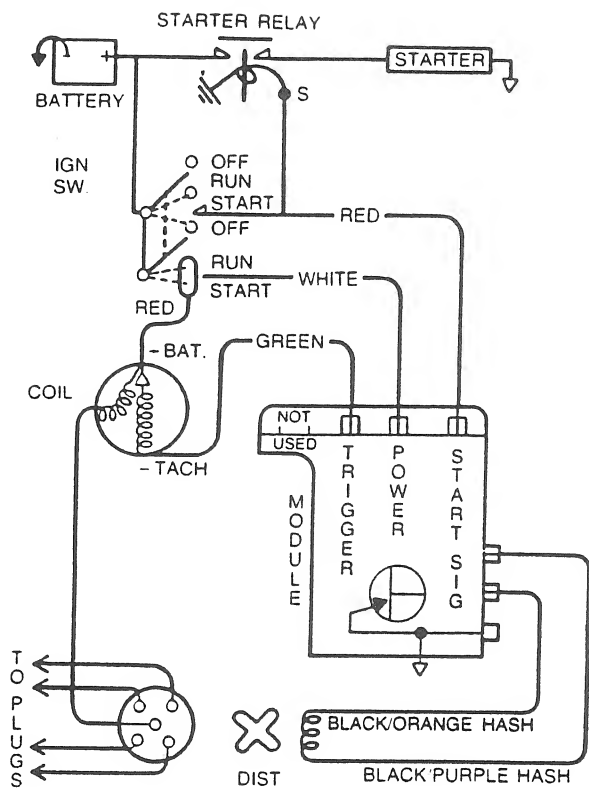 STARTER RELAY
- +
STARTER
BATTERY
S
IGN
SW.
OFF
RUN
START
RED
OFF
RUN
START
WHITE
RED
-BAT.
GREEN
COIL
-TACH
NOT
USED
TRIGGER
POWER
START SIG
MODULE
TO PLUGS
BLACK/ORANGE HASH
DIST
BLACK'PURPLE HASH